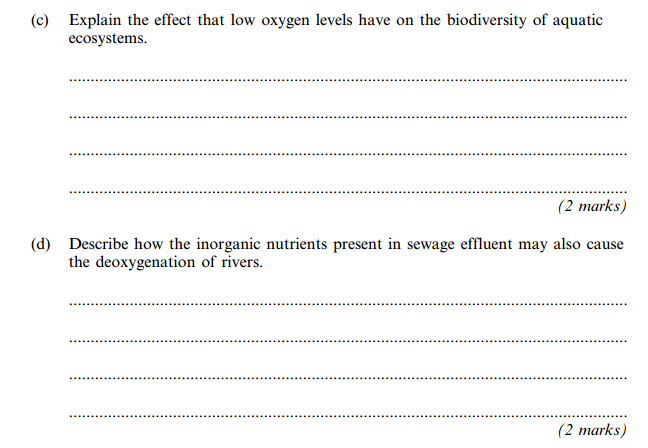 (c) Explain the effect that low oxygen levels have on the biodiversity of aquatic
ecosystems.
(2 marks)
(d) Describe how the inorganic nutrients present in sewage effluent may also cause
the deoxygenation of rivers.
(2 marks)